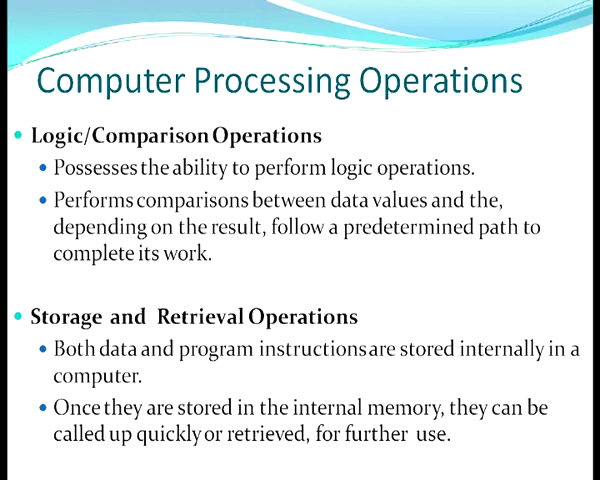 Computer Processing Operations
Logic/Comparison Operations
Possesses the ability to perform logic operations.
Performs comparisons between data values and the,
depending on the result, follow a predetermined path to
complete its work.
Storage and Retrieval Operations
Both data and program instructions are stored internally in a
computer.
Once they are stored in the internal memory, they can be
called up quickly or retrieved, for further use.